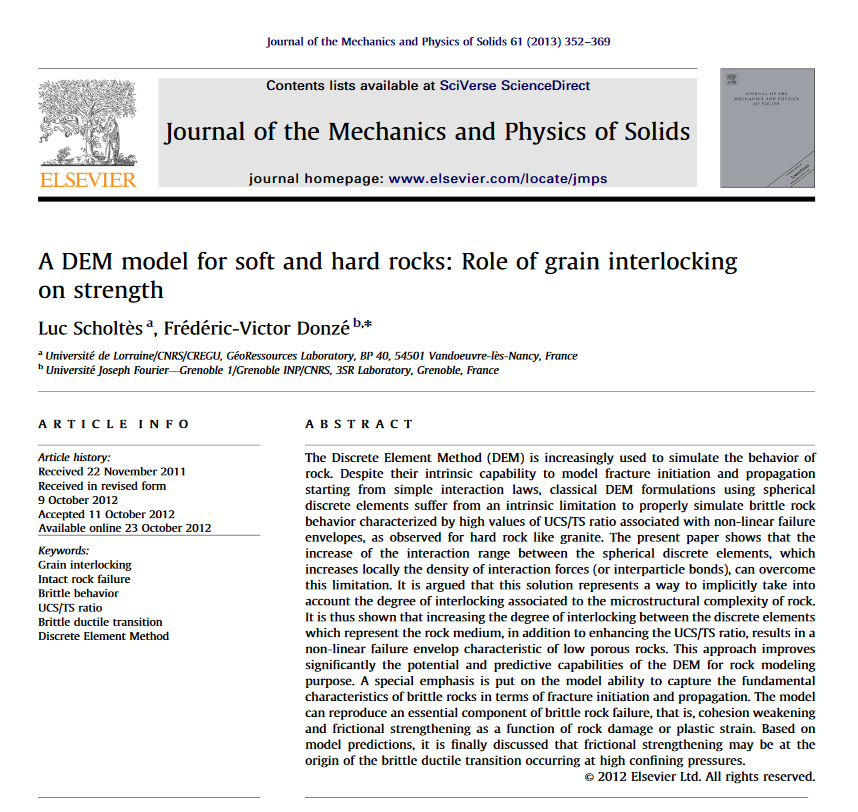 Journal of the Mechanics and Physics of Solids 61 (2013) 352–369
Contents lists available at SciVerse ScienceDirect
Journal of the Mechanics and Physics of Solids
journal homepage: www.elsevier.com/locate/jmps
ELSEVIER
JOURNAL OF THE
MECHANICS AND PHYSICS
OF SOLIDS
A DEM model for soft and hard rocks: Role of grain interlocking
on strength
Luc Scholtès a, Frédéric-Victor Donzé b,*
a Université de Lorraine/CNRS/CREGU, GéoRessources Laboratory, BP 40, 54501 Vandoeuvre-lès-Nancy, France
b Université Joseph Fourier—Grenoble 1/Grenoble INP/CNRS, 3SR Laboratory, Grenoble, France
ARTICLE INFO
Article history:
Received 22 November 2011
Received in revised form
9 October 2012
Accepted 11 October 2012
Available online 23 October 2012
Keywords:
Grain interlocking
Intact rock failure
Brittle behavior
UCS/TS ratio
Brittle ductile transition
Discrete Element Method
ABSTRACT
The Discrete Element Method (DEM) is increasingly used to simulate the behavior of
rock. Despite their intrinsic capability to model fracture initiation and propagation
starting from simple interaction laws, classical DEM formulations using spherical
discrete elements suffer from an intrinsic limitation to properly simulate brittle rock
behavior characterized by high values of UCS/TS ratio associated with non-linear failure
envelopes, as observed for hard rock like granite. The present paper shows that the
increase of the interaction range between the spherical discrete elements, which
increases locally the density of interaction forces (or interparticle bonds), can overcome
this limitation. It is argued that this solution represents a way to implicitly take into
account the degree of interlocking associated to the microstructural complexity of rock.
It is thus shown that increasing the degree of interlocking between the discrete elements
which represent the rock medium, in addition to enhancing the UCS/TS ratio, results in a
non-linear failure envelop characteristic of low porous rocks. This approach improves
significantly the potential and predictive capabilities of the DEM for rock modeling
purpose. A special emphasis is put on the model ability to capture the fundamental
characteristics of brittle rocks in terms of fracture initiation and propagation. The model
can reproduce an essential component of brittle rock failure, that is, cohesion weakening
and frictional strengthening as a function of rock damage or plastic strain. Based on
model predictions, it is finally discussed that frictional strengthening may be at the
origin of the brittle ductile transition occurring at high confining pressures.
© 2012 Elsevier Ltd. All rights reserved.